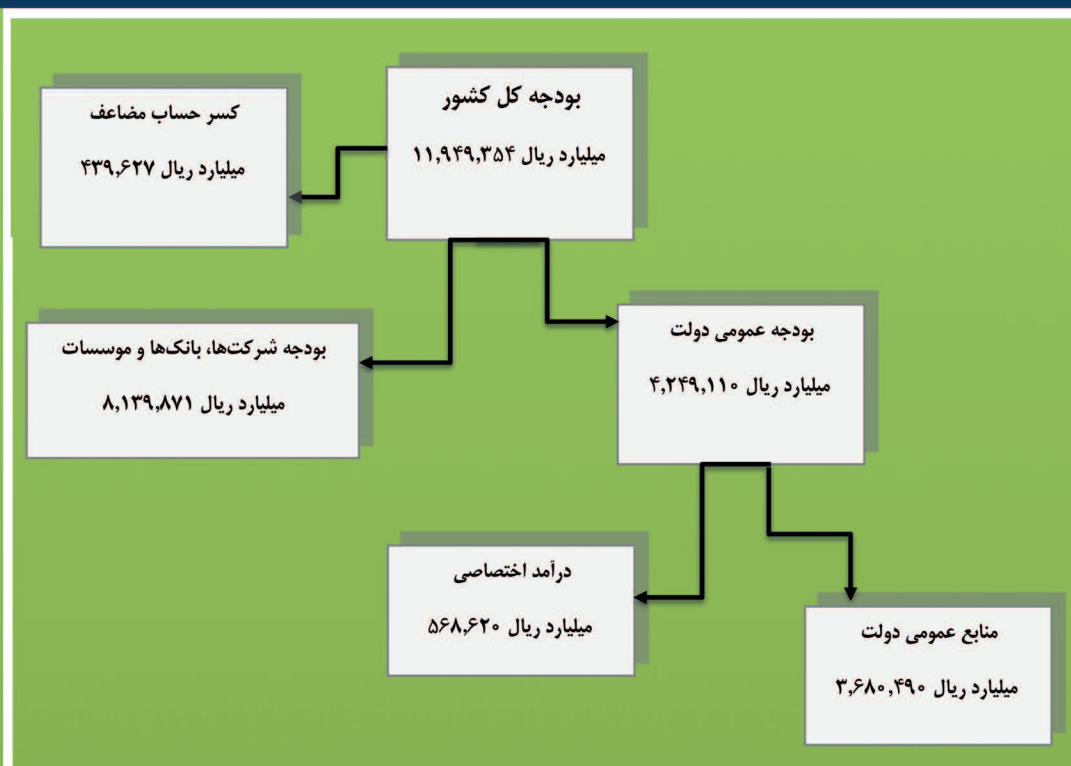 بودجه کل کشور
میلیارد ریال ۱۱,۹۴۹,۳۵۴
کسر حساب مضاعف
میلیارد ریال ۴۳۹,۶۲۷
بودجه عمومی دولت
میلیارد ریال ۴,۲۴۹,۱۱۰
بودجه شرکت‌ها، بانک‌ها و موسسات
میلیارد ریال ۸,۱۳۹,۸۷۱
درآمد اختصاصی
میلیارد ریال ۵۶۸,۶۲۰
منابع عمومی دولت
میلیارد ریال ۳,۶۸۰,۴۹۰